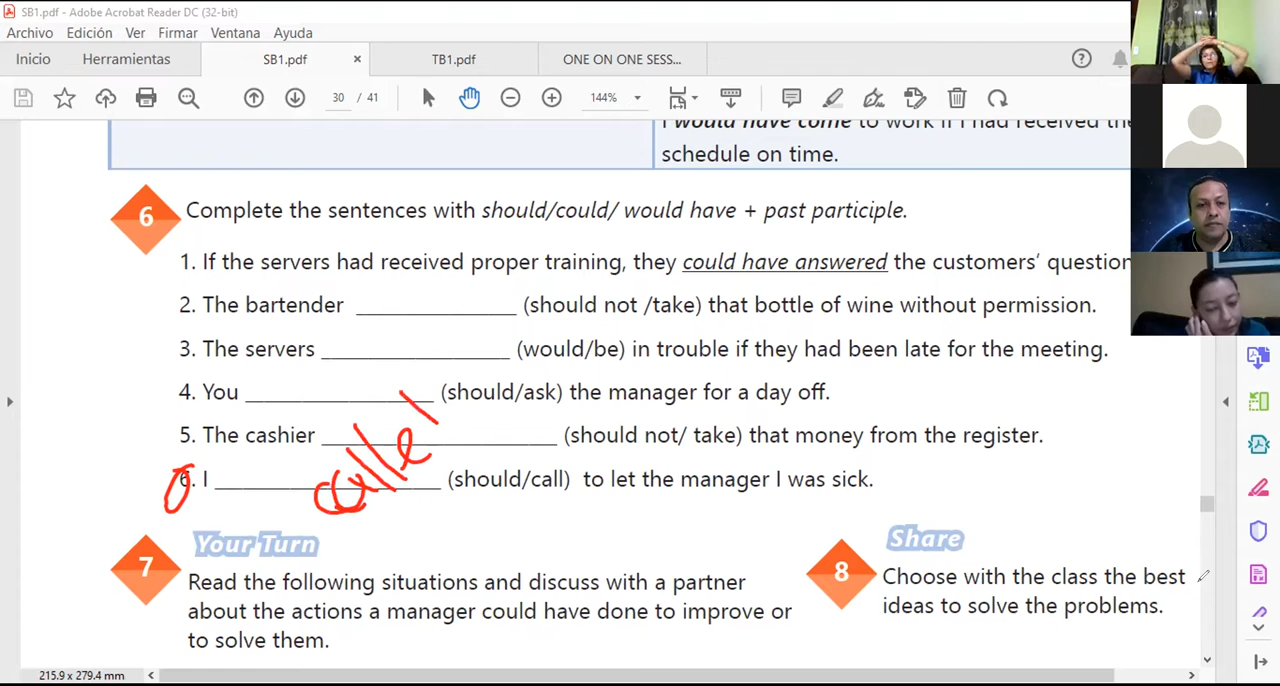 SB1.pdf - Adobe Acrobat Reader DC (32-bit)
Archivo Edición Ver Firmar Ventana Ayuda
Inicio Herramientas SB1.pdf × TB1.pdf ONE ON ONE SESS...
30 / 41 144%
I would have come to work if I had received the
schedule on time.
6 Complete the sentences with should/could/ would have + past participle.
1. If the servers had received proper training, they could have answered the customers' question
2. The bartender _______________ (should not /take) that bottle of wine without permission.
3. The servers __________________ (would/be) in trouble if they had been late for the meeting.
4. You __________________ (should/ask) the manager for a day off.
5. The cashier ______________________ (should not/ take) that money from the register.
6. I _____________________ (should/call) to let the manager I was sick.
7 Your Turn
Read the following situations and discuss with a partner
about the actions a manager could have done to improve or
to solve them.
8 Share
Choose with the class the best
ideas to solve the problems.
215.9 x 279.4 mm